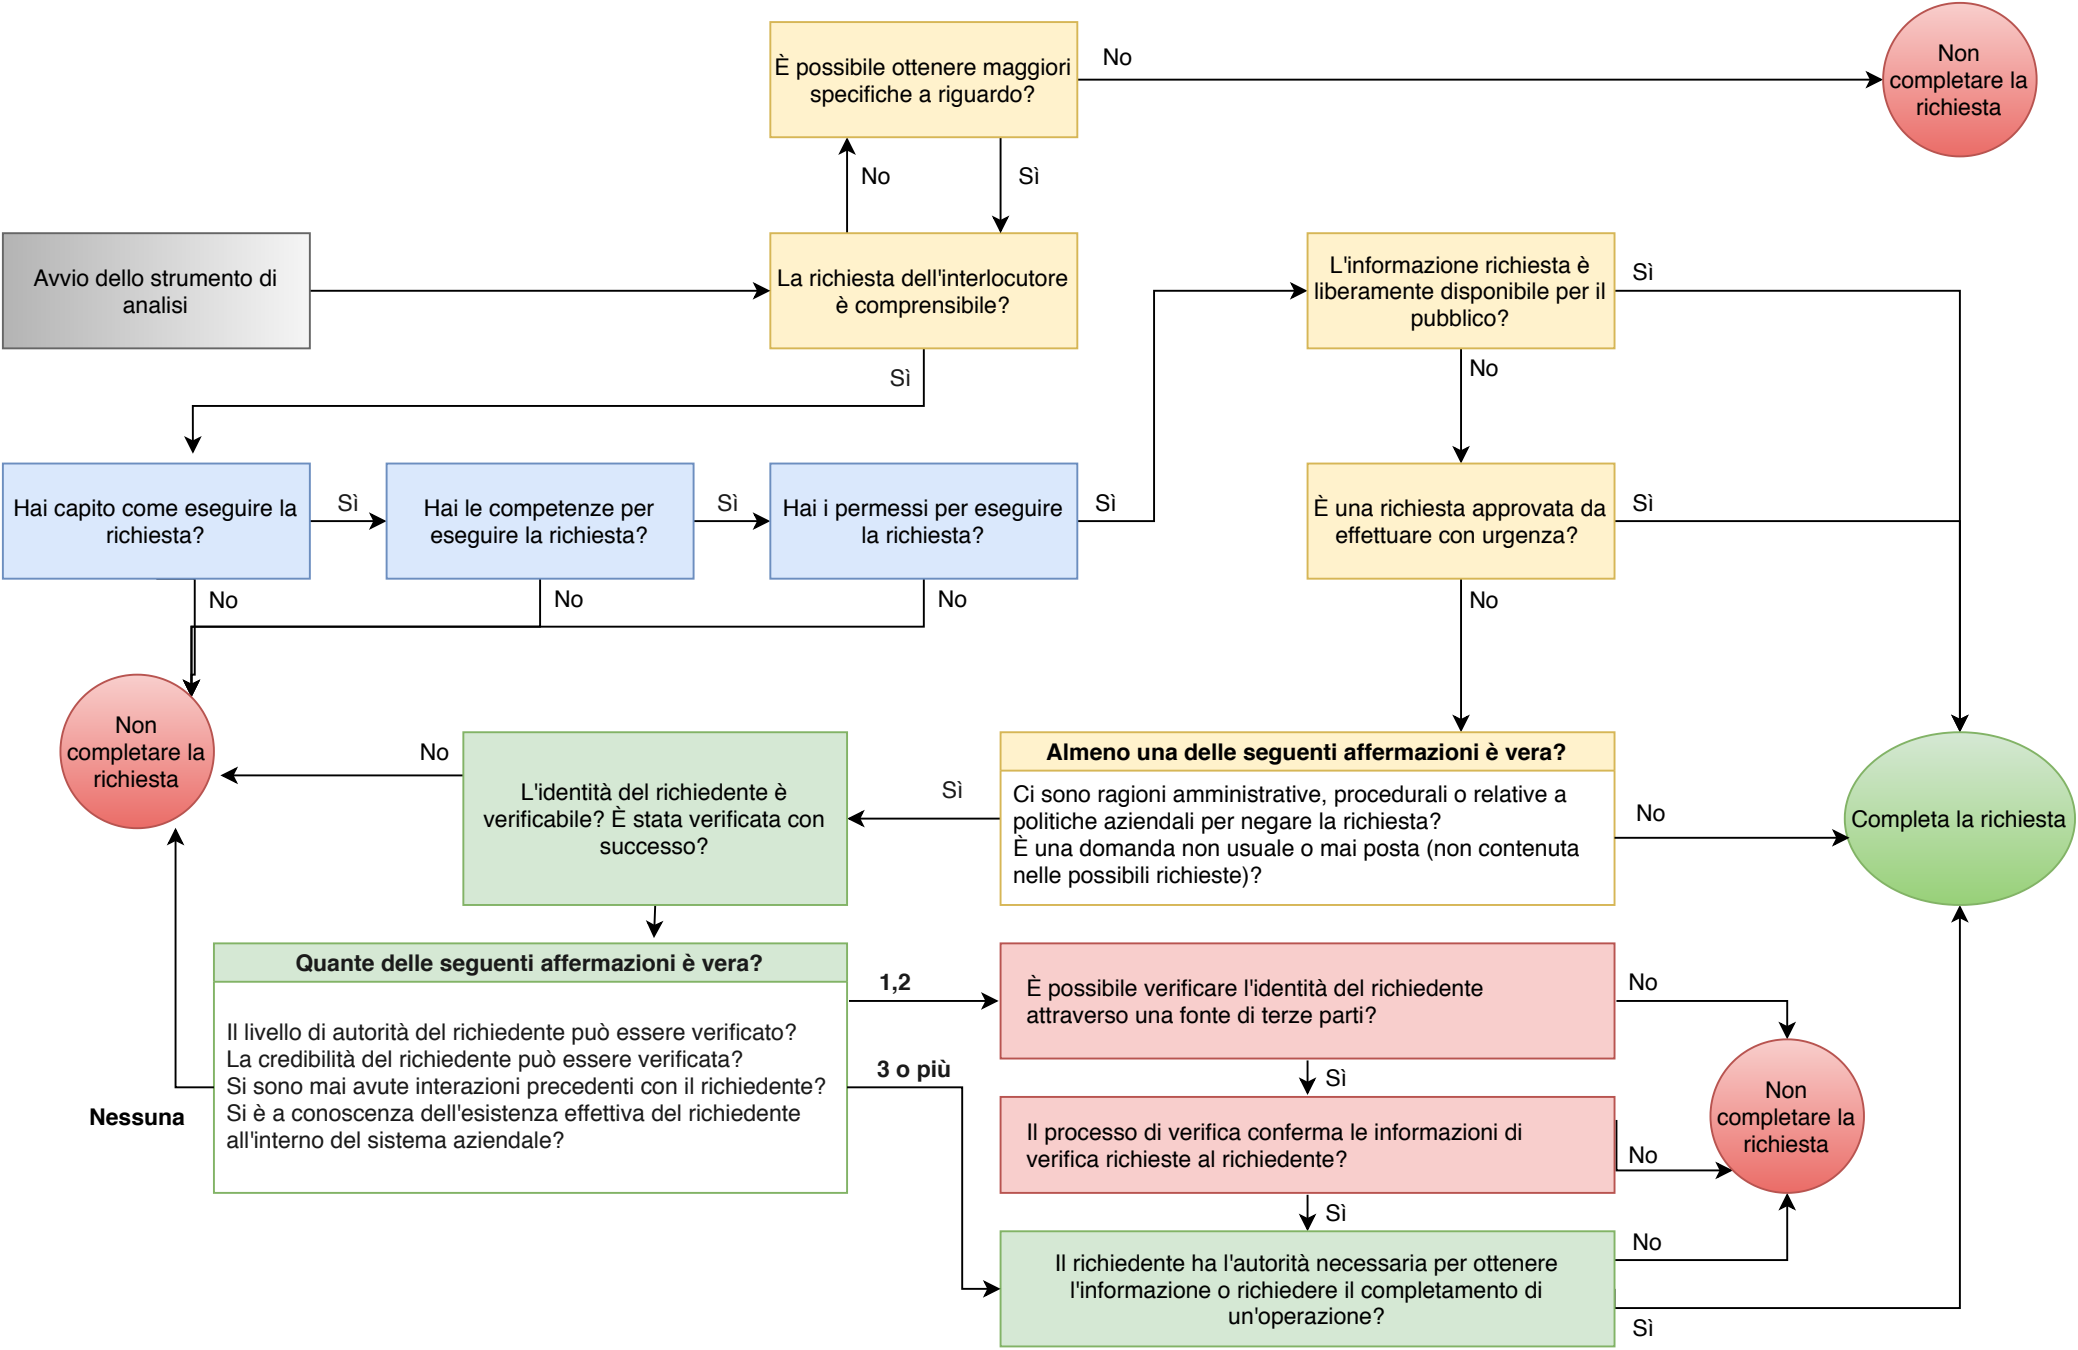 È possibile ottenere maggiori
specifiche a riguardo?
No
Non
completare la
richiesta
No
Sì
Avvio dello strumento di
analisi
La richiesta dell'interlocutore
è comprensibile?
L'informazione richiesta è
liberamente disponibile per il
pubblico?
Sì
Sì
No
Hai capito come eseguire la
richiesta?
Sì
Hai le competenze per
eseguire la richiesta?
Sì
Hai i permessi per eseguire
la richiesta?
Sì
È una richiesta approvata da
effettuare con urgenza?
Sì
No
No
No
No
Non
completare la
richiesta
No
L'identità del richiedente è
verificabile? È stata verificata con
successo?
Sì
Almeno una delle seguenti affermazioni è vera?
Ci sono ragioni amministrative, procedurali o relative a
politiche aziendali per negare la richiesta?
È una domanda non usuale o mai posta (non contenuta
nelle possibili richieste)?
No
Completa la richiesta
Quante delle seguenti affermazioni è vera?
Il livello di autorità del richiedente può essere verificato?
La credibilità del richiedente può essere verificata?
Si sono mai avute interazioni precedenti con il richiedente?
Si è a conoscenza dell'esistenza effettiva del richiedente
all'interno del sistema aziendale?
Nessuna
1,2
3 o più
È possibile verificare l'identità del richiedente
attraverso una fonte di terze parti?
No
Sì
Il processo di verifica conferma le informazioni di
verifica richieste al richiedente?
No
Non
completare la
richiesta
Sì
Il richiedente ha l'autorità necessaria per ottenere
l'informazione o richiedere il completamento di
un'operazione?
No
Sì